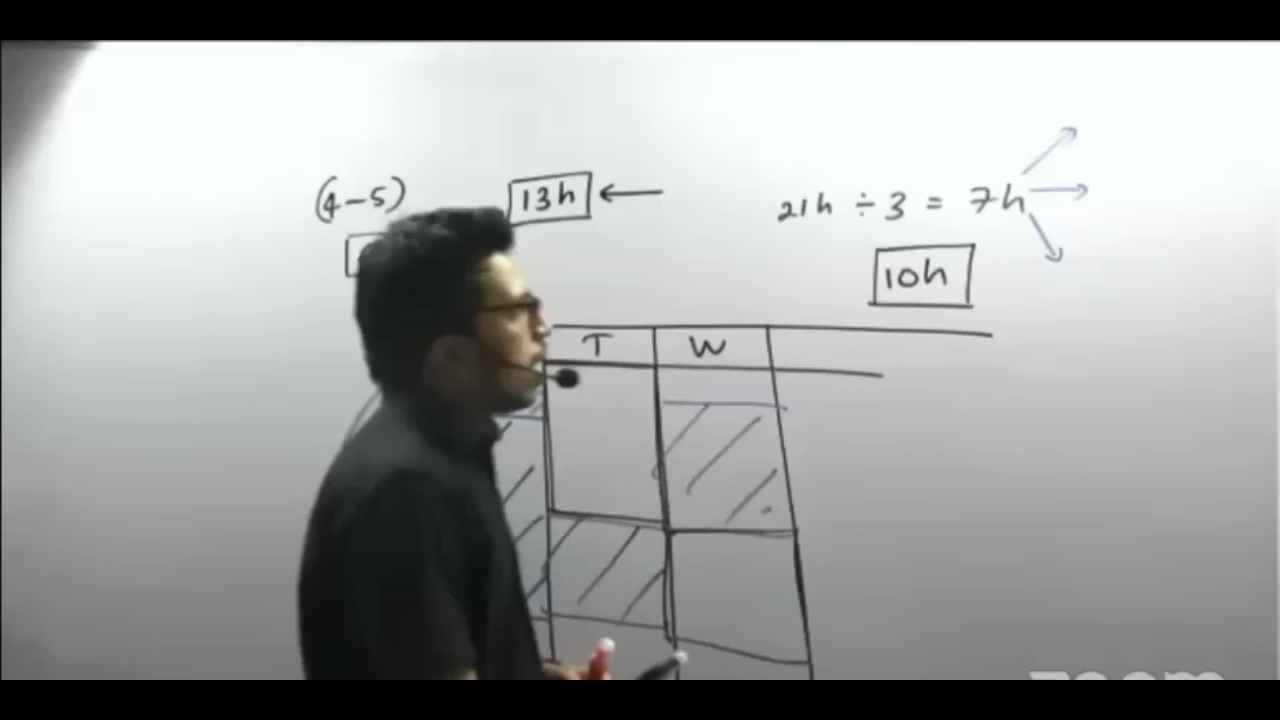 (4-5)
13h ←
21h ÷ 3 = 7h
10h
T W